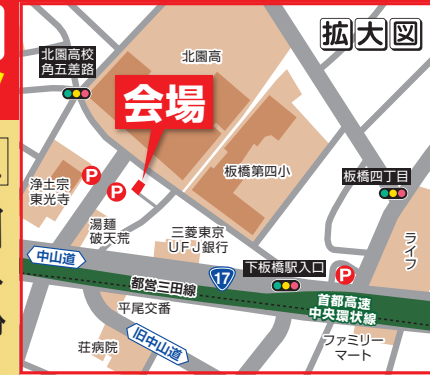 拡大図
北園高校
角五差路
北園高
会場
板橋第四小
板橋四丁目
P
P
浄土宗
東光寺
湯麺
破天荒
三菱東京
UFJ銀行
ライフ
中山道
17
下板橋駅入口
P
都営三田線
首都高速
中央環状線
平尾交番
旧中山道
荘病院
ファミリー
マート